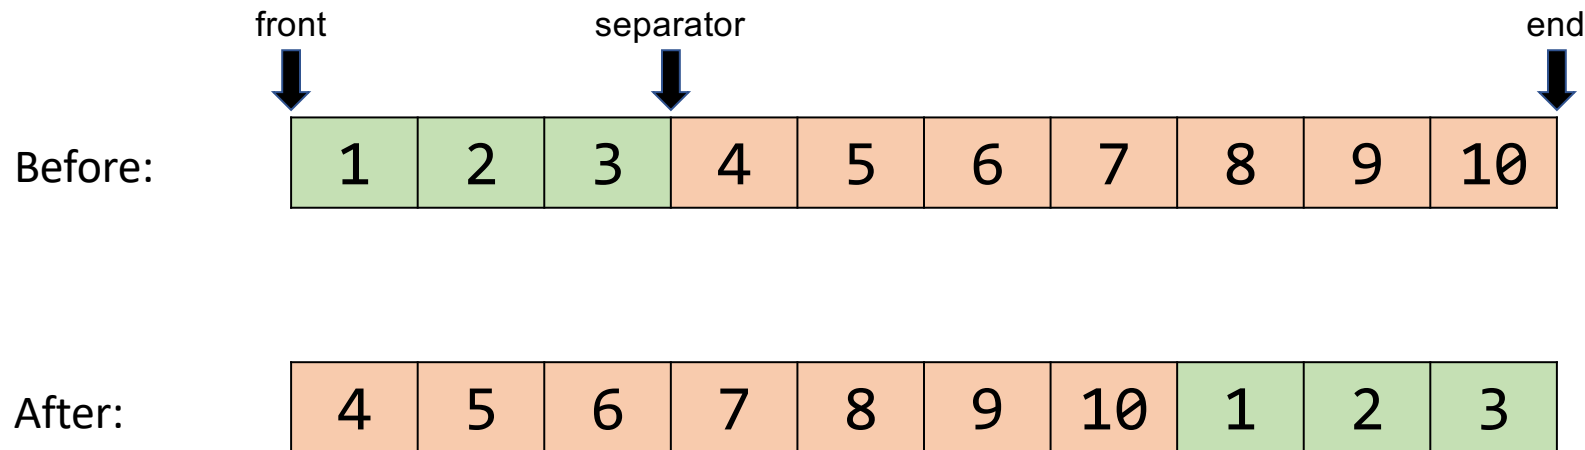 front separator end
Before: 1 2 3 4 5 6 7 8 9 10
After: 4 5 6 7 8 9 10 1 2 3